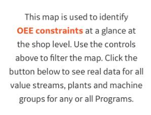 This map is used to identify
OEE constraints at a glance at
the shop level. Use the controls
above to filter the map. Click the
button below to see real data for all
value streams, plants and machine
groups for any or all Programs.